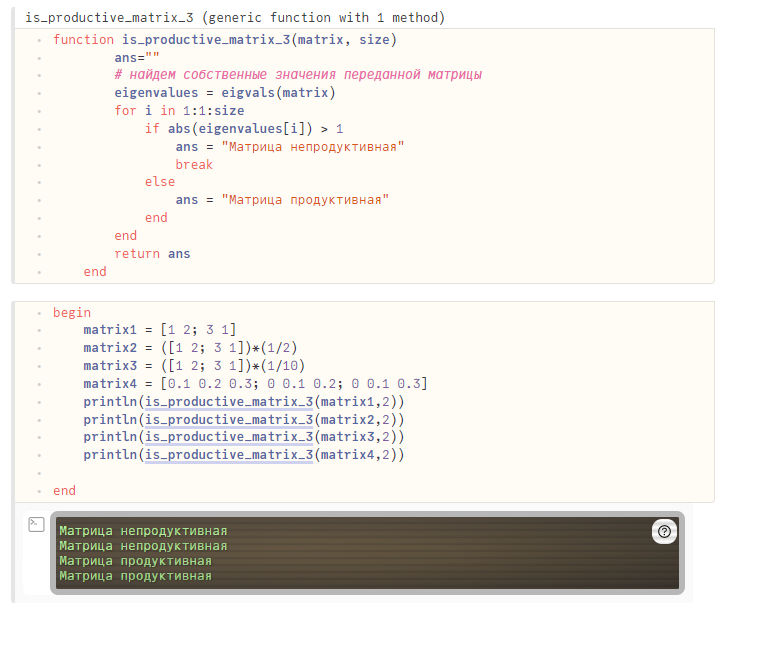 is_productive_matrix_3 (generic function with 1 method)
function is_productive_matrix_3(matrix, size)
ans=""
# найдем собственные значения переданной матрицы
eigenvalues = eigvals(matrix)
for i in 1:1:size
if abs(eigenvalues[i]) > 1
ans = "Матрица непродуктивная"
break
else
ans = "Матрица продуктивная"
end
end
return ans
end
begin
matrix1 = [1 2; 3 1]
matrix2 = ([1 2; 3 1])*(1/2)
matrix3 = ([1 2; 3 1])*(1/10)
matrix4 = [0.1 0.2 0.3; 0 0.1 0.2; 0 0.1 0.3]
println(is_productive_matrix_3(matrix1,2))
println(is_productive_matrix_3(matrix2,2))
println(is_productive_matrix_3(matrix3,2))
println(is_productive_matrix_3(matrix4,2))
end
Матрица непродуктивная
Матрица непродуктивная
Матрица продуктивная
Матрица продуктивная